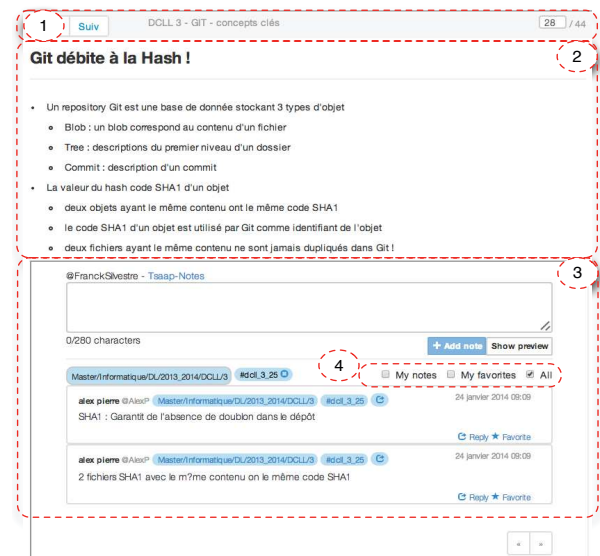 1 Suiv DCLL 3 - GIT - concepts clés 28 / 44
Git débite à la Hash ! 2
• Un repository Git est une base de donnée stockant 3 types d'objet
Blob : un blob correspond au contenu d'un fichier
Tree : descriptions du premier niveau d'un dossier
Commit : description d'un commit
• La valeur du hash code SHA1 d'un objet
deux objets ayant le même contenu ont le même code SHA1
le code SHA1 d'un objet est utilisé par Git comme identifiant de l'objet
deux fichiers ayant le même contenu ne sont jamais dupliqués dans Git !
3
@FranckSilvestre - Tsaap-Notes
0/280 characters + Add note Show preview
4
Master/Informatique/DL/2013_2014/DCLL/3 #dcll_3_25 My notes My favorites All
alex pierre @AlexP Master/Informatique/DL/2013_2014/DCLL/3 #dcll_3_25 24 janvier 2014 09:09
SHA1 : Garantit de l'absence de doublon dans le dépôt
Reply ★ Favorite
alex pierre @AlexP Master/Informatique/DL/2013_2014/DCLL/3 #dcll_3_25 24 janvier 2014 09:09
2 fichiers SHA1 avec le m?me contenu on le même code SHA1
Reply ★ Favorite
« »